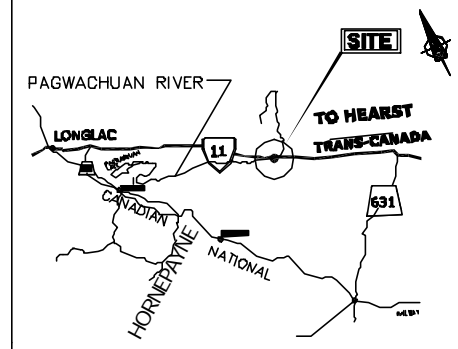 SITE
PAGWACHUAN RIVER
TO HEARST
LONGLAC
TRANS-CANADA
11
CANADIAN
631
HORNEPAYNE
NATIONAL